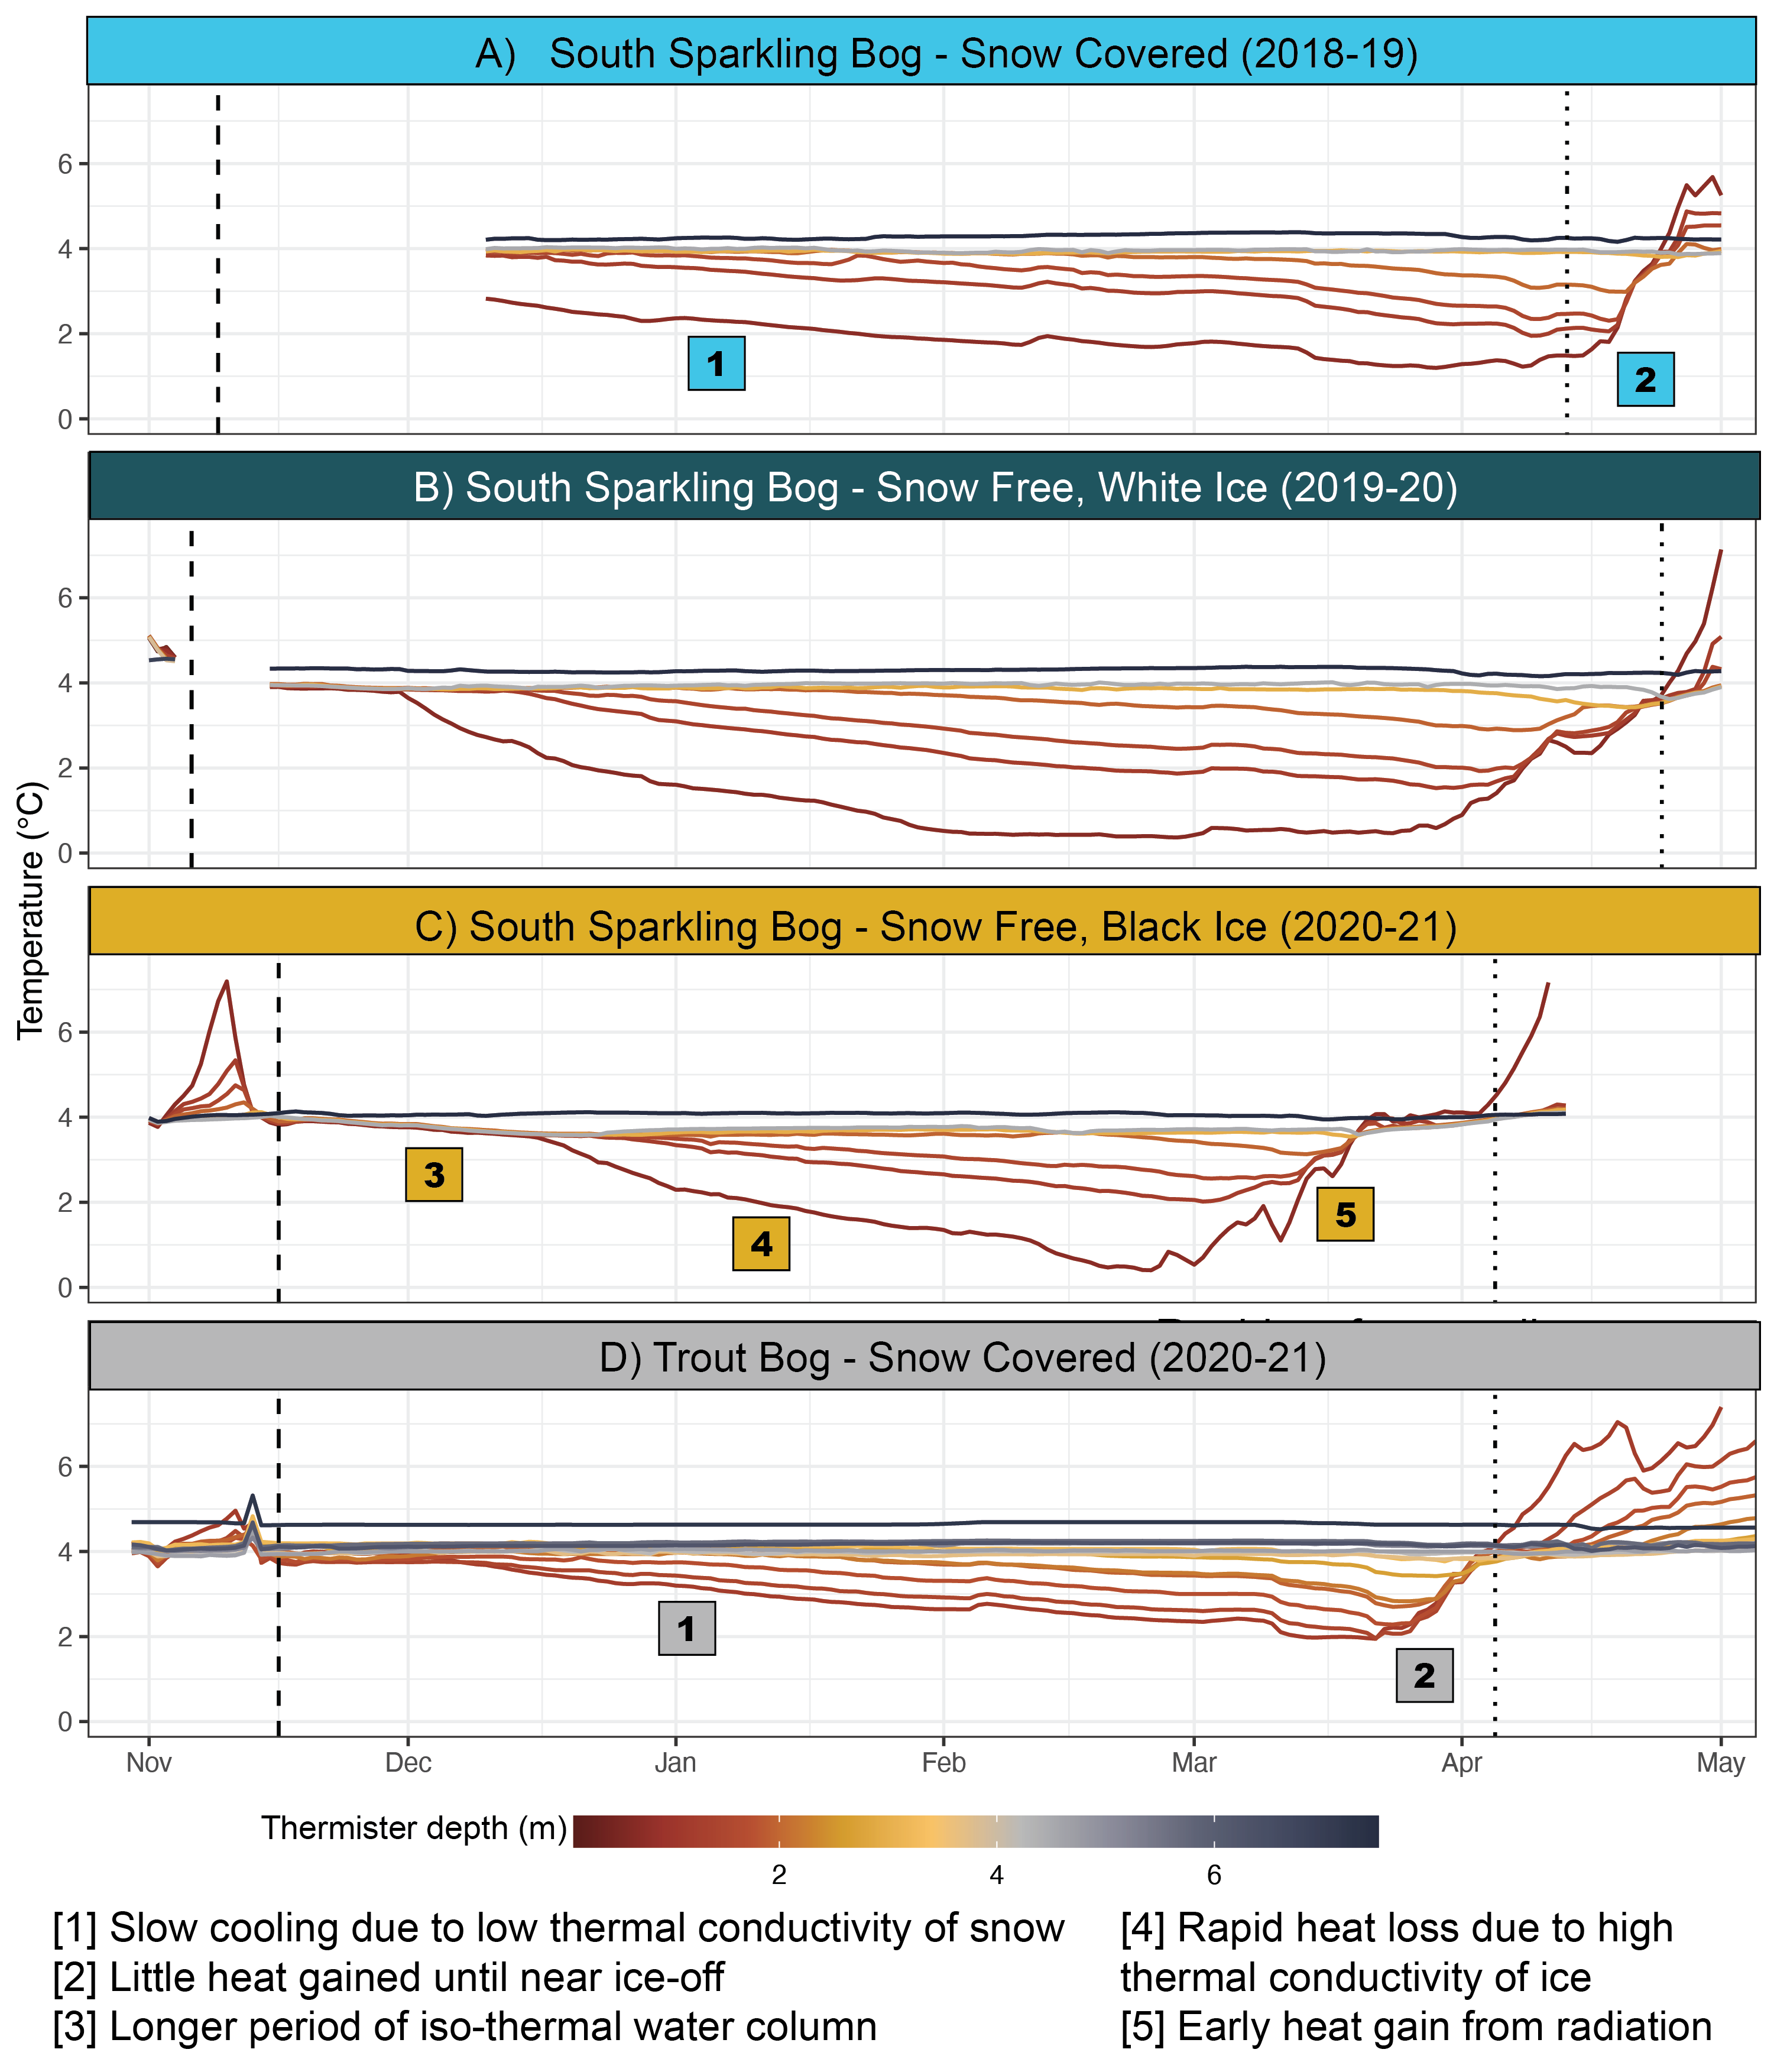 A) South Sparkling Bog - Snow Covered (2018-19)
6
4
2
0
1
2
B) South Sparkling Bog - Snow Free, White Ice (2019-20)
6
4
2
0
Temperature (°C)
C) South Sparkling Bog - Snow Free, Black Ice (2020-21)
6
4
2
0
3
4
5
D) Trout Bog - Snow Covered (2020-21)
6
4
2
0
1
2
Nov Dec Jan Feb Mar Apr May
Thermister depth (m)
2 4 6
[1] Slow cooling due to low thermal conductivity of snow
[2] Little heat gained until near ice-off
[3] Longer period of iso-thermal water column
[4] Rapid heat loss due to high
thermal conductivity of ice
[5] Early heat gain from radiation